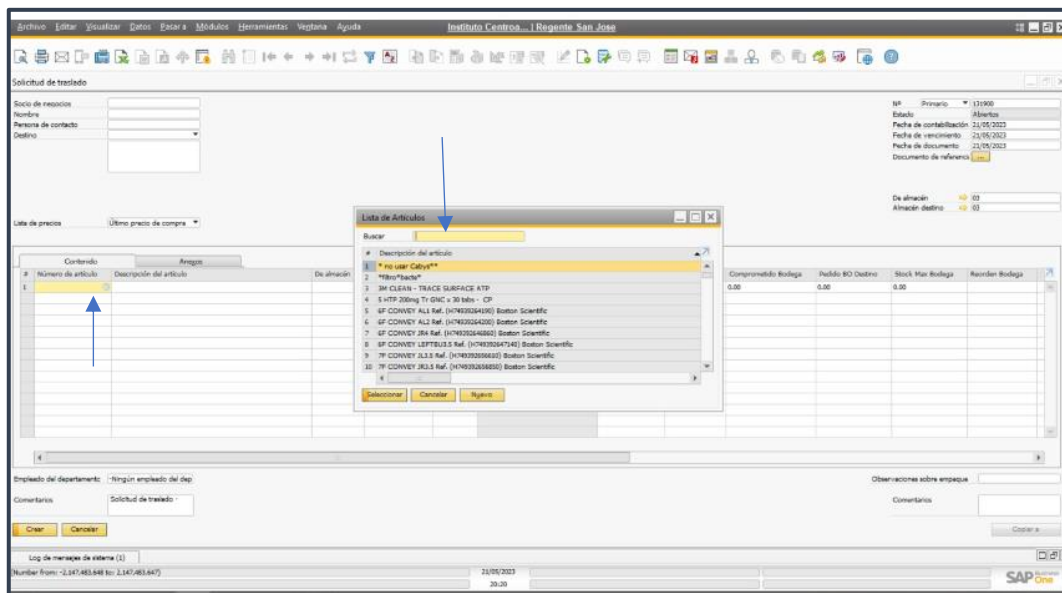 Archivo Editar Visualizar Datos Pasar a Módulos Herramientas Ventana Ayuda
Instituto Centroa... | Regente San Jose
Solicitud de traslado
Socio de negocios
Nombre
Persona de contacto
Destino
Nº Primario 131900
Estado Abiertos
Fecha de contabilización 21/05/2023
Fecha de vencimiento 21/05/2023
Fecha de documento 21/05/2023
Documento de referenci ...
De almacén 03
Almacén destino 03
Lista de precios Último precio de compra
Lista de Artículos
Buscar
# Descripción del artículo
1 * no usar Cabys**
2 *filtro*bacte*
3 3M CLEAN - TRACE SURFACE ATP
4 5 HTP 200mg Tr GNC x 30 tabs - CP
5 6F CONVEY AL1 Ref. (H74939264190) Boston Scientific
6 6F CONVEY AL2 Ref. (H74939264200) Boston Scientific
7 6F CONVEY JR4 Ref. Boston Scientific
8 6F CONVEY LEFTBU3.5 Ref. Boston Scientific
9 7F CONVEY JL3.5 Ref. Boston Scientific
10 7F CONVEY JR3.5 Ref. Boston Scientific
Seleccionar Cancelar Nuevo
Contenido Anexos
# Número de artículo Descripción del artículo De almacén Comprometido Bodega Pedido BO Destino Stock Max Bodega Reorden Bodega
1 0.00 0.00 0.00
Empleado del departamento -Ningún empleado del dep
Observaciones sobre empaque
Comentarios Solicitud de traslado -
Comentarios
Crear Cancelar
Copiar a
Log de mensajes de sistema (1)
(Number from: -2,147,483,648 to: 2,147,483,647)
21/05/2023
20:20
SAP Business One